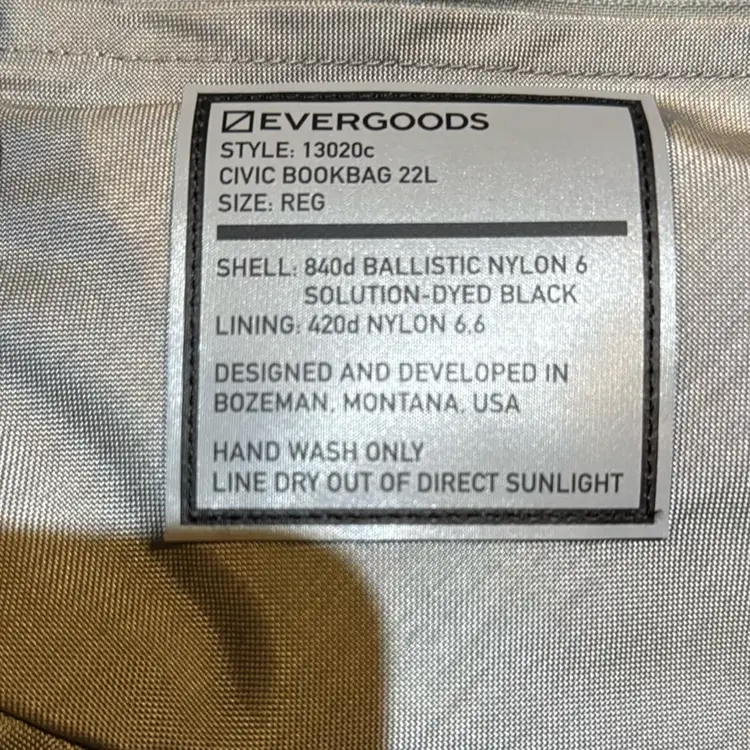 EVERGOODS
STYLE: 13020c
CIVIC BOOKBAG 22L
SIZE: REG
SHELL: 840d BALLISTIC NYLON 6
SOLUTION-DYED BLACK
LINING: 420d NYLON 6.6
DESIGNED AND DEVELOPED IN
BOZEMAN, MONTANA, USA
HAND WASH ONLY
LINE DRY OUT OF DIRECT SUNLIGHT